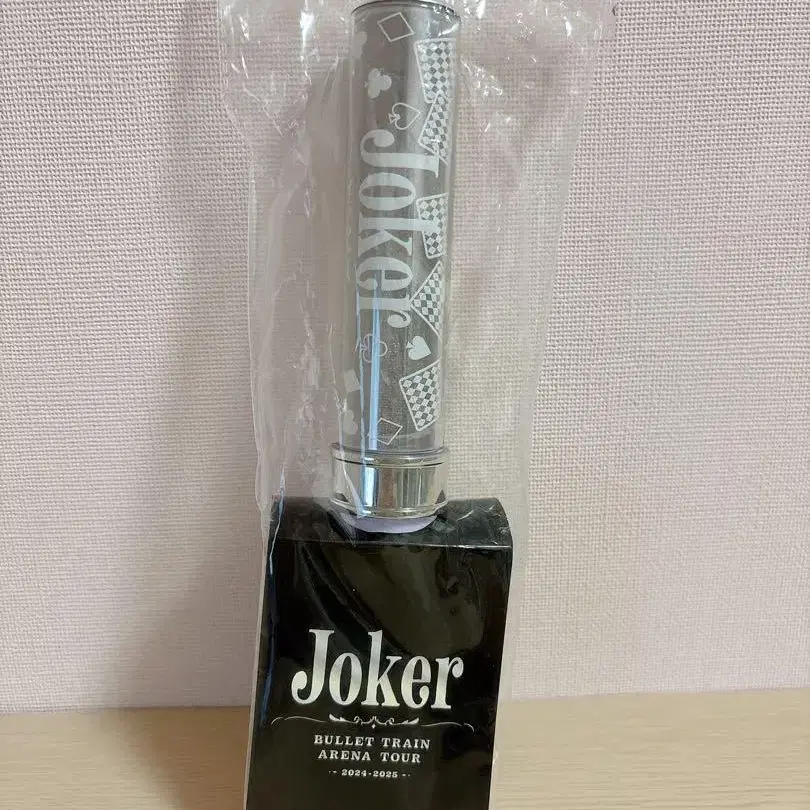 Joker
Joker
BULLET TRAIN
ARENA TOUR
-- 2024-2025 --